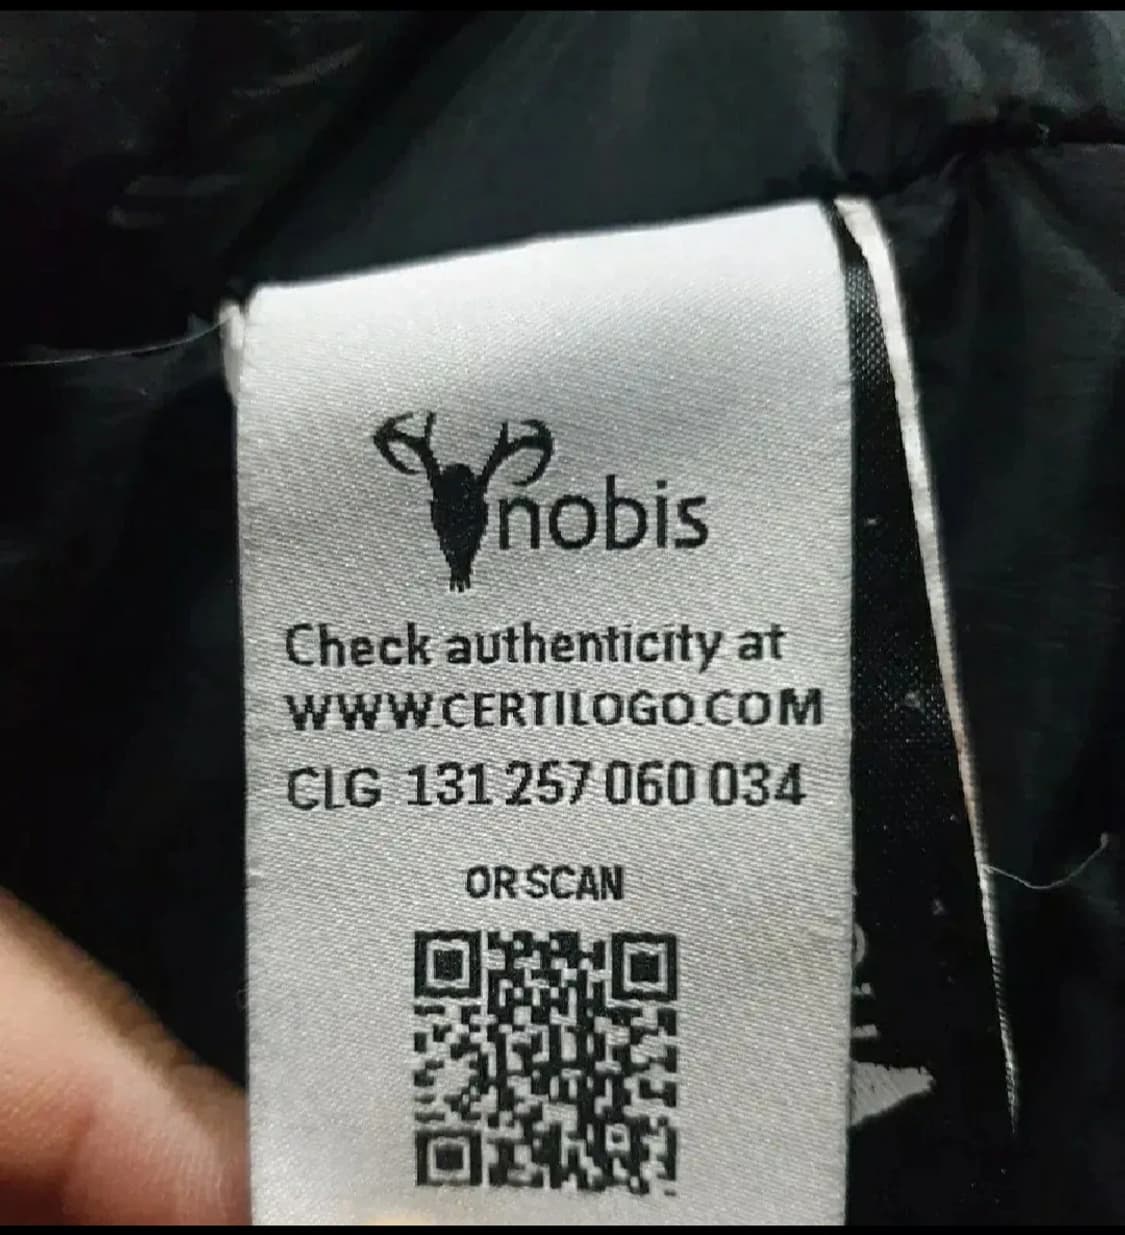 nobis
Check authenticity at
WWW.CERTILOGO.COM
CLG 131 257 060 034
OR SCAN